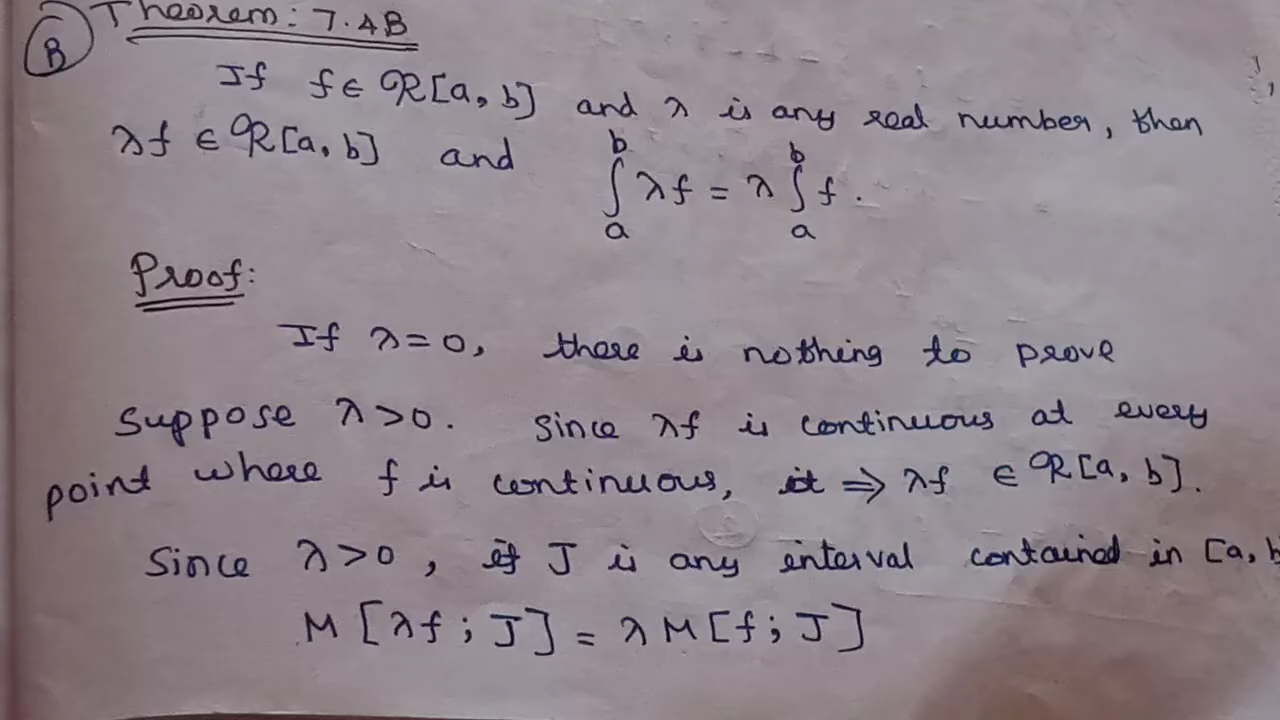 B Theorem: 7.4B
If f ∈ R[a, b] and λ is any real number, then
λf ∈ R[a, b] and ∫_a^b λf = λ ∫_a^b f.
Proof:
If λ=0, there is nothing to prove
suppose λ>0. Since λf is continuous at every
point where f is continuous, it ⇒ λf ∈ R[a, b].
Since λ>0, if J is any interval contained in [a, b
M[λf; J] = λM[f; J]